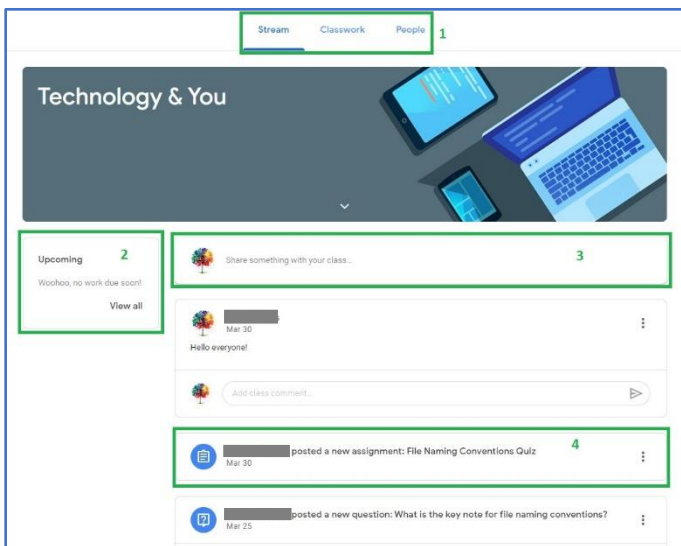 Stream Classwork People 1
Technology & You
Upcoming 2
Woohoo, no work due soon!
View all
Share something with your class... 3
Mar 30
Hello everyone!
Add class comment...
posted a new assignment: File Naming Conventions Quiz 4
Mar 30
posted a new question: What is the key note for file naming conventions?
Mar 25